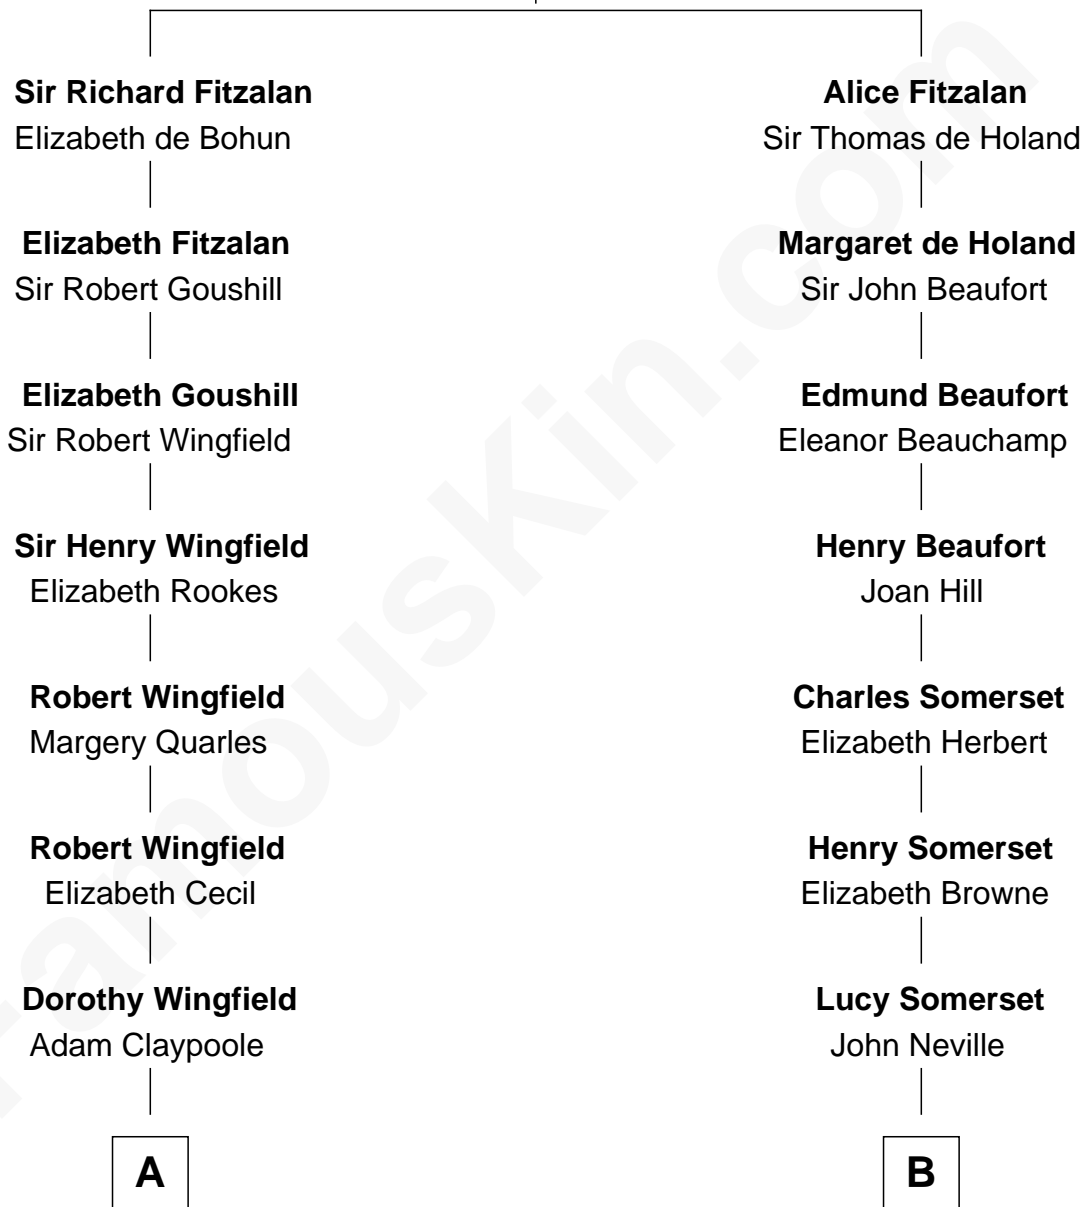 Sir Richard Fitzalan
Elizabeth de Bohun
Elizabeth Fitzalan
Sir Robert Goushill
Elizabeth Goushill
Sir Robert Wingfield
Sir Henry Wingfield
Elizabeth Rookes
Robert Wingfield
Margery Quarles
Robert Wingfield
Elizabeth Cecil
Dorothy Wingfield
Adam Claypoole
A
Alice Fitzalan
Sir Thomas de Holand
Margaret de Holand
Sir John Beaufort
Edmund Beaufort
Eleanor Beauchamp
Henry Beaufort
Joan Hill
Charles Somerset
Elizabeth Herbert
Henry Somerset
Elizabeth Browne
Lucy Somerset
John Neville
B
FamousKin.com